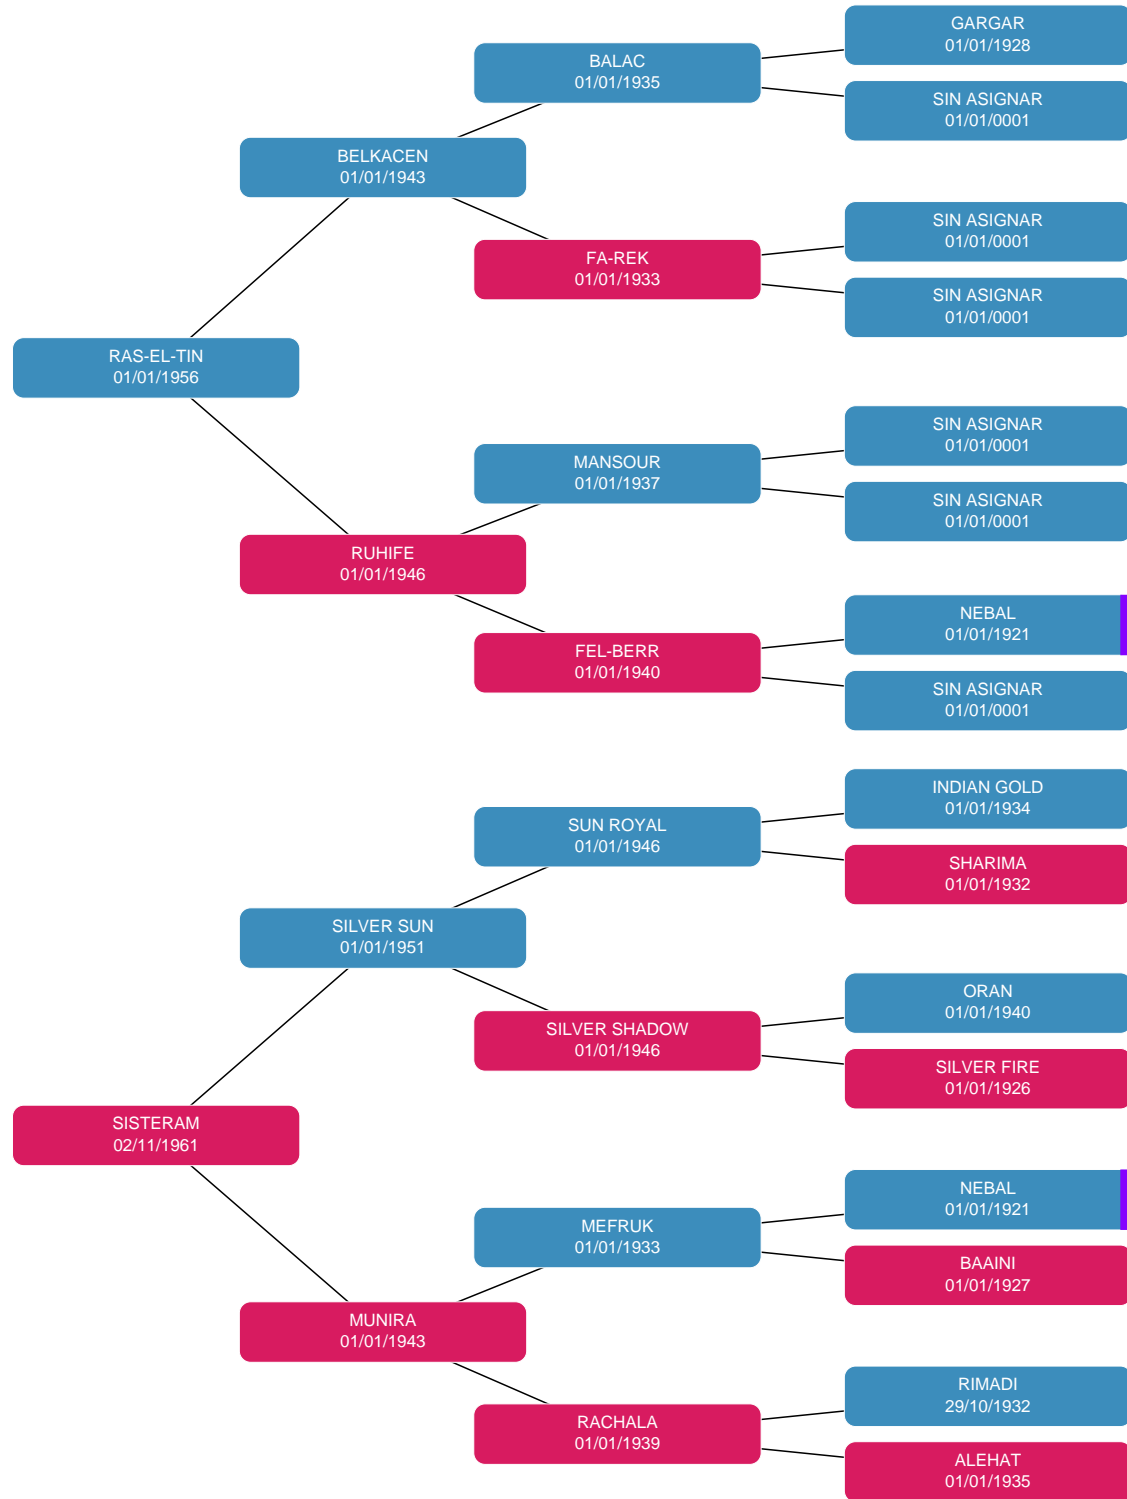 GARGAR
01/01/1928
BALAC
01/01/1935
SIN ASIGNAR
01/01/0001
BELKACEN
01/01/1943
SIN ASIGNAR
01/01/0001
FA-REK
01/01/1933
SIN ASIGNAR
01/01/0001
RAS-EL-TIN
01/01/1956
SIN ASIGNAR
01/01/0001
MANSOUR
01/01/1937
SIN ASIGNAR
01/01/0001
RUHIFE
01/01/1946
NEBAL
01/01/1921
FEL-BERR
01/01/1940
SIN ASIGNAR
01/01/0001
INDIAN GOLD
01/01/1934
SUN ROYAL
01/01/1946
SHARIMA
01/01/1932
SILVER SUN
01/01/1951
ORAN
01/01/1940
SILVER SHADOW
01/01/1946
SILVER FIRE
01/01/1926
SISTERAM
02/11/1961
NEBAL
01/01/1921
MEFRUK
01/01/1933
BAAINI
01/01/1927
MUNIRA
01/01/1943
RIMADI
29/10/1932
RACHALA
01/01/1939
ALEHAT
01/01/1935